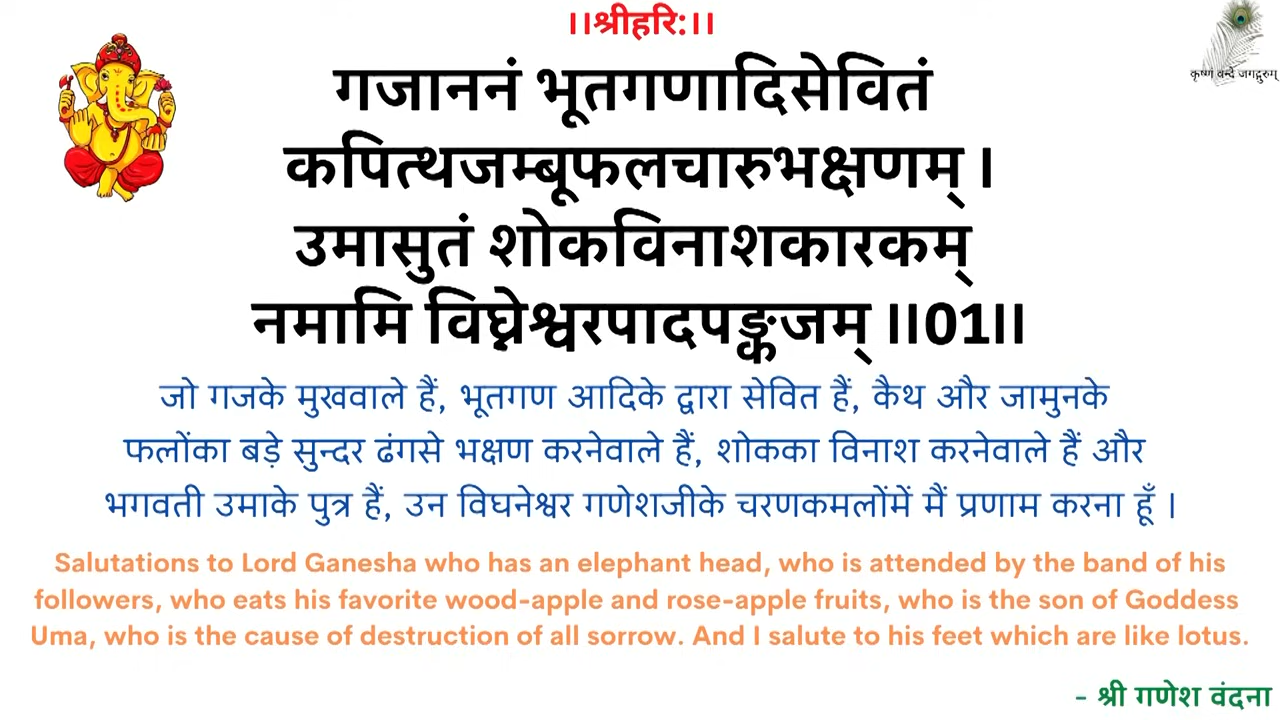 ।।श्रीहरि:।।
कृष्णं वन्दे जगद्गुरुम्
गजाननं भूतगणादिसेवितं
कपित्थजम्बूफलचारुभक्षणम् ।
उमासुतं शोकविनाशकारकम्
नमामि विघ्नेश्वरपादपङ्कजम् ।।01।।
जो गजके मुखवाले हैं, भूतगण आदिके द्वारा सेवित हैं, कैथ और जामुनके
फलोंका बड़े सुन्दर ढंगसे भक्षण करनेवाले हैं, शोकका विनाश करनेवाले हैं और
भगवती उमाके पुत्र हैं, उन विघनेश्वर गणेशजीके चरणकमलोंमें मैं प्रणाम करना हूँ ।
Salutations to Lord Ganesha who has an elephant head, who is attended by the band of his
followers, who eats his favorite wood-apple and rose-apple fruits, who is the son of Goddess
Uma, who is the cause of destruction of all sorrow. And I salute to his feet which are like lotus.
- श्री गणेश वंदना